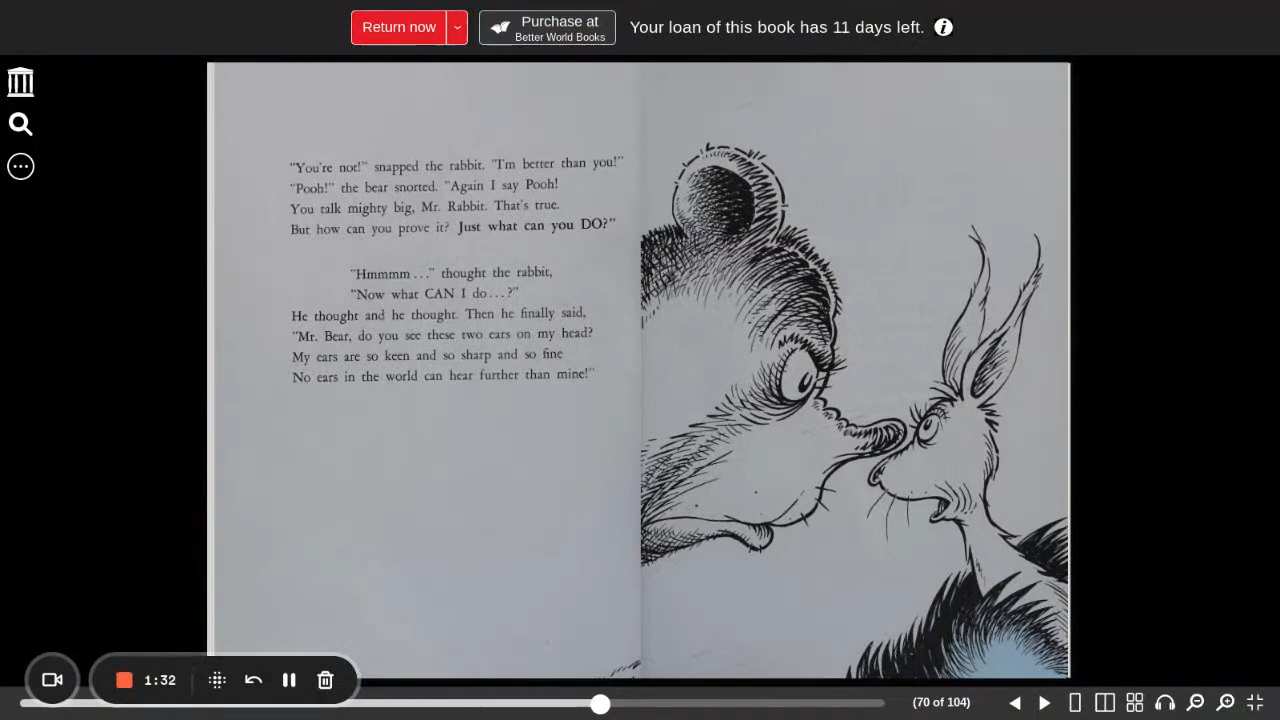 Return now
Purchase at
Better World Books
Your loan of this book has 11 days left.
"You're not!" snapped the rabbit. "I'm better than you!"
"Pooh!" the bear snorted. "Again I say Pooh!
You talk mighty big, Mr. Rabbit. That's true.
But how can you prove it? Just what can you DO?"
"Hmmmm . . ." thought the rabbit,
"Now what CAN I do . . . ?"
He thought and he thought. Then he finally said,
"Mr. Bear, do you see these two ears on my head?
My ears are so keen and so sharp and so fine
No ears in the world can hear further than mine!"
1:32
(70 of 104)